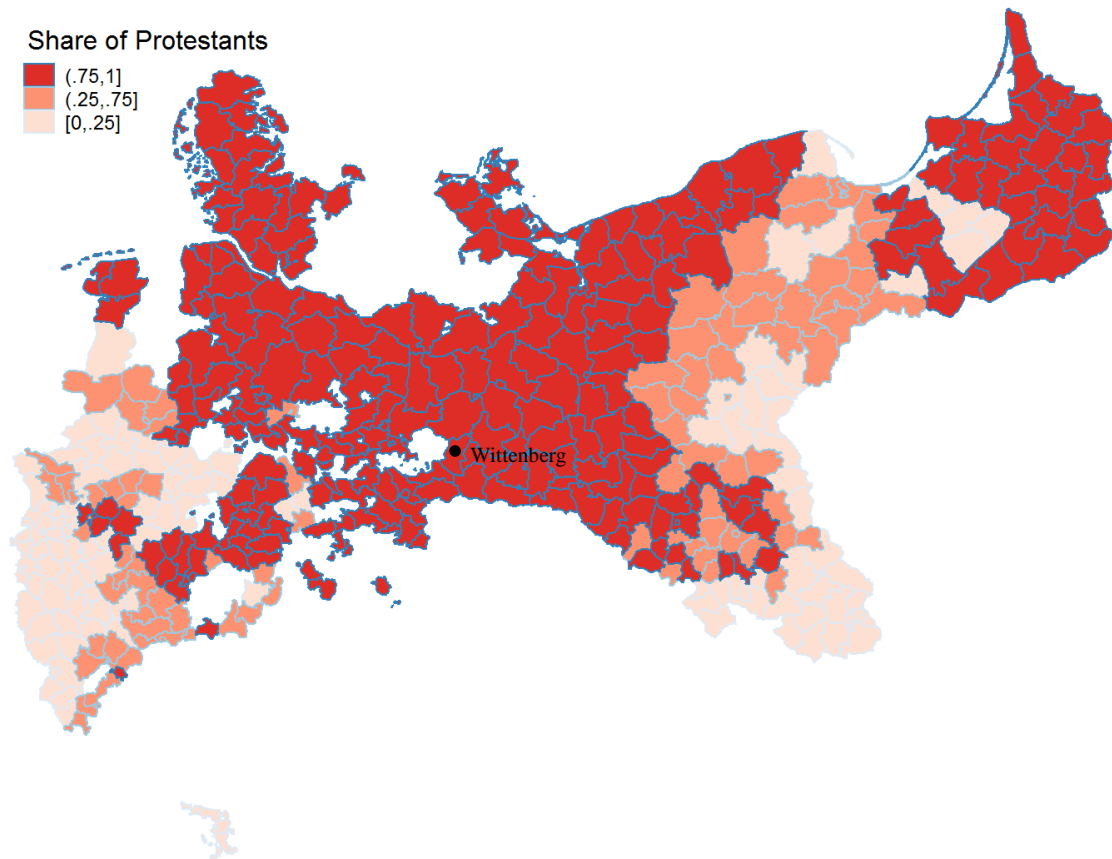 Share of Protestants
(.75,1]
(.25,.75]
[0,.25]
Wittenberg